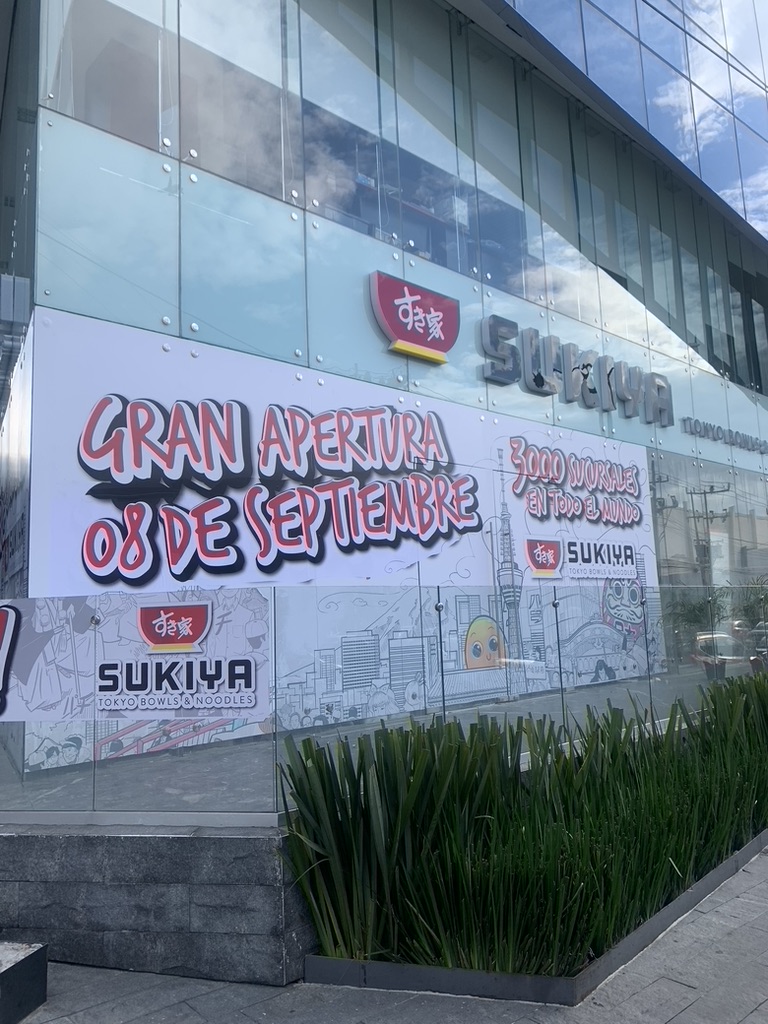 すき家
SUKIYA
TOKYO BOWLS
GRAN APERTURA
08 DE SEPTIEMBRE
3000 SUCURSALES
EN TODO EL MUNDO
すき家
SUKIYA
TOKYO BOWLS & NOODLES
!
すき家
SUKIYA
TOKYO BOWLS & NOODLES